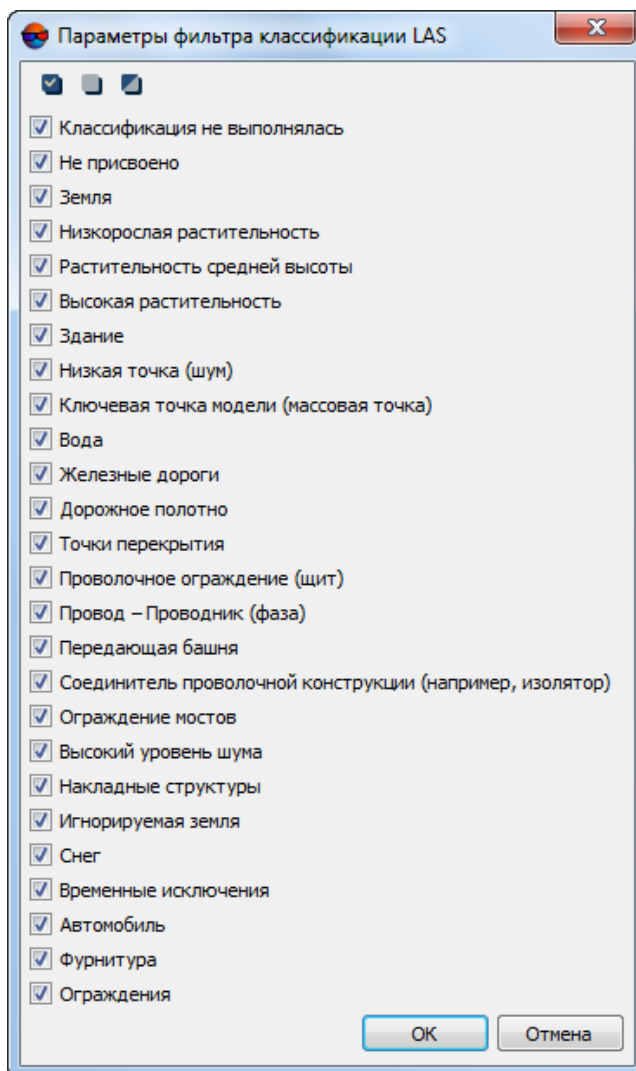 Параметры фильтра классификации LAS
Классификация не выполнялась
Не присвоено
Земля
Низкорослая растительность
Растительность средней высоты
Высокая растительность
Здание
Низкая точка (шум)
Ключевая точка модели (массовая точка)
Вода
Железные дороги
Дорожное полотно
Точки перекрытия
Проволочное ограждение (щит)
Провод – Проводник (фаза)
Передающая башня
Соединитель проволочной конструкции (например, изолятор)
Ограждение мостов
Высокий уровень шума
Накладные структуры
Игнорируемая земля
Снег
Временные исключения
Автомобиль
Фурнитура
Ограждения
OK Отмена